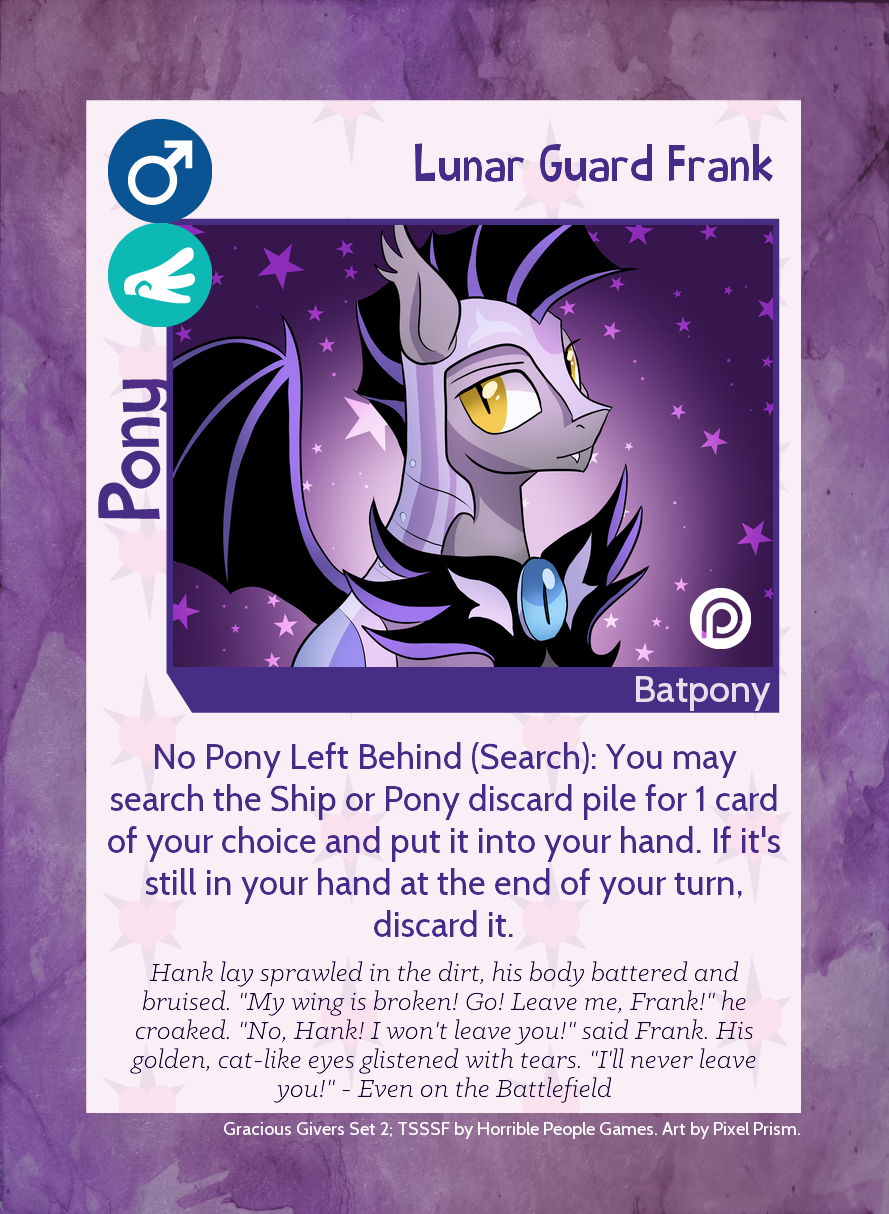 Lunar Guard Frank
Pony
Batpony
No Pony Left Behind (Search): You may
search the Ship or Pony discard pile for 1 card
of your choice and put it into your hand. If it's
still in your hand at the end of your turn,
discard it.
Hank lay sprawled in the dirt, his body battered and
bruised. "My wing is broken! Go! Leave me, Frank!" he
croaked. "No, Hank! I won't leave you!" said Frank. His
golden, cat-like eyes glistened with tears. "I'll never leave
you!" - Even on the Battlefield
Gracious Givers Set 2; TSSSF by Horrible People Games. Art by Pixel Prism.